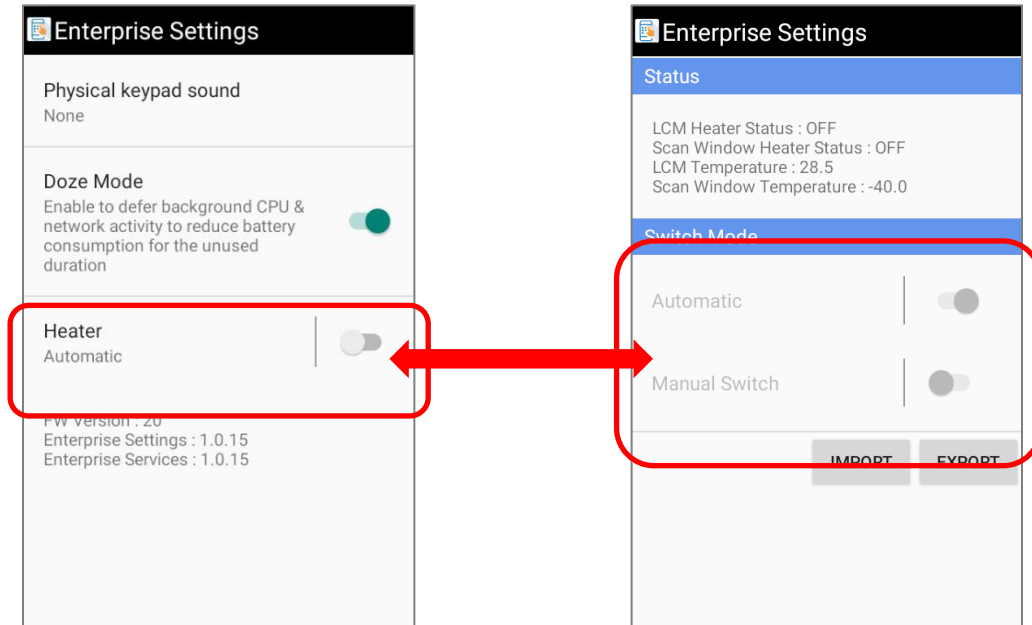 Enterprise Settings
Physical keypad sound
None
Doze Mode
Enable to defer background CPU &
network activity to reduce battery
consumption for the unused
duration
Heater
Automatic
FW Version : 20
Enterprise Settings : 1.0.15
Enterprise Services : 1.0.15
Enterprise Settings
Status
LCM Heater Status : OFF
Scan Window Heater Status : OFF
LCM Temperature : 28.5
Scan Window Temperature : -40.0
Switch Mode
Automatic
Manual Switch
IMPORT EXPORT